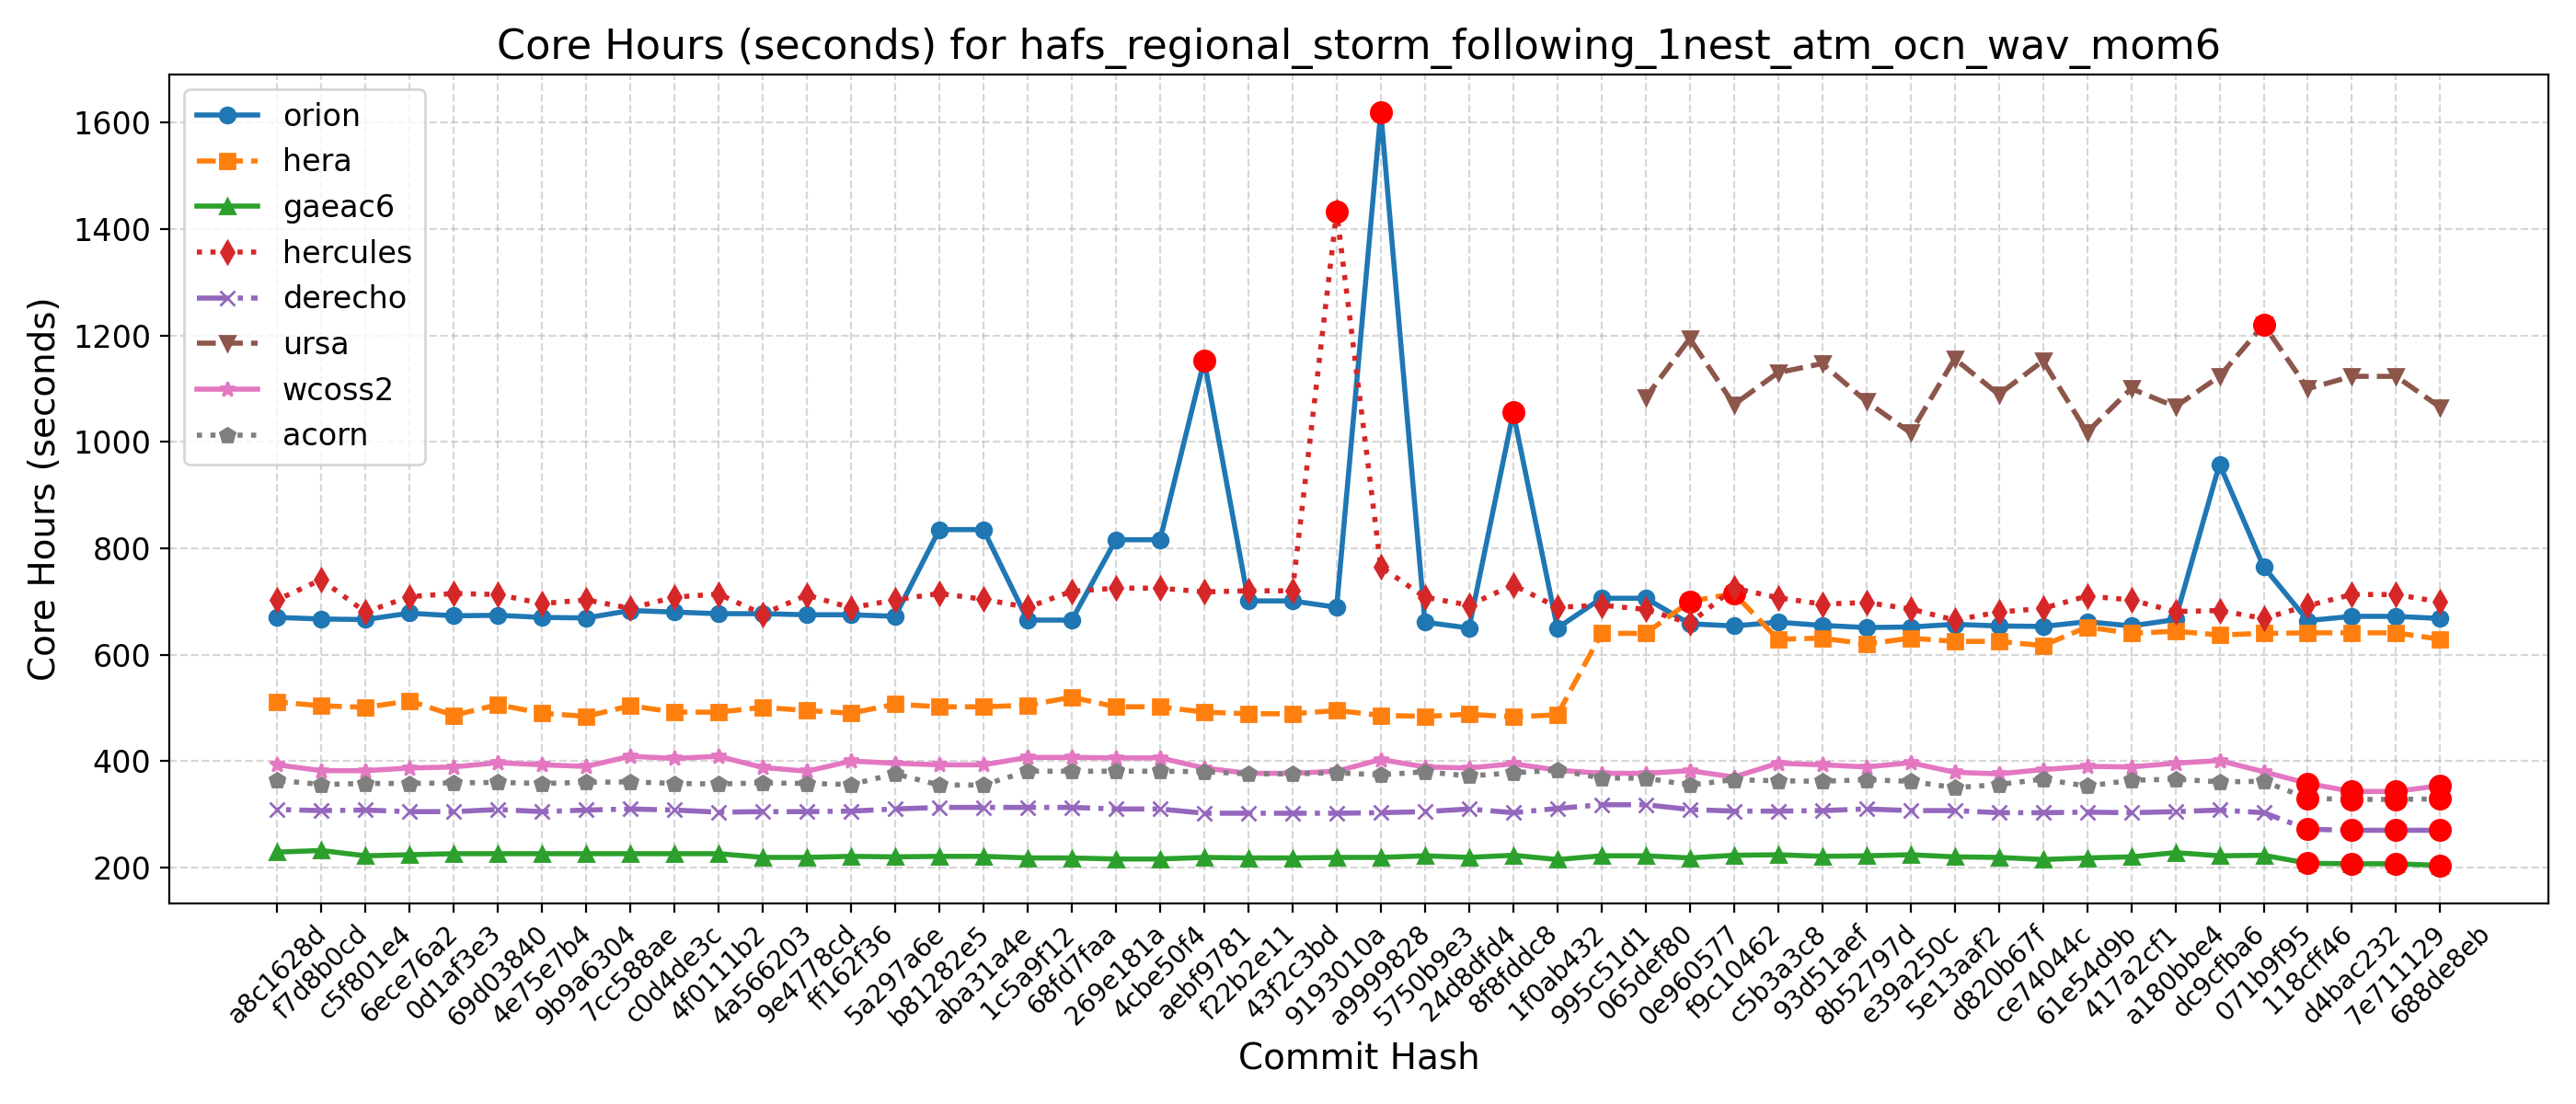 Core Hours (seconds) for hafs_regional_storm_following_1nest_atm_ocn_wav_mom6
Core Hours (seconds)
1600
1400
1200
1000
800
600
400
200
orion
hera
gaeac6
hercules
derecho
ursa
wcoss2
acorn
a8c1628d
f7d8b0cd
c5f801e4
6ece76a2
0d1af3e3
69d03840
4e75e7b4
9b9a6304
7cc588ae
c0d4de3c
4f0111b2
4a566203
9e4778cd
ff162f36
5a297a6e
b81282e5
aba31a4e
1c5a9f12
68fd7faa
269e181a
4cbe50f4
aebf9781
f22b2e11
43f2c3bd
9193010a
a9999828
5750b9e3
24d8dfd4
8f8fddc8
1f0ab432
995c51d1
065def80
0e960577
f9c10462
c5b3a3c8
93d51aef
8b52797d
e39a250c
5e13aaf2
d820b67f
ce74044c
61e54d9b
417a2cf1
a180bbe4
dc9cfba6
071b9f95
118cff46
d4bac232
7e711129
688de8eb
Commit Hash